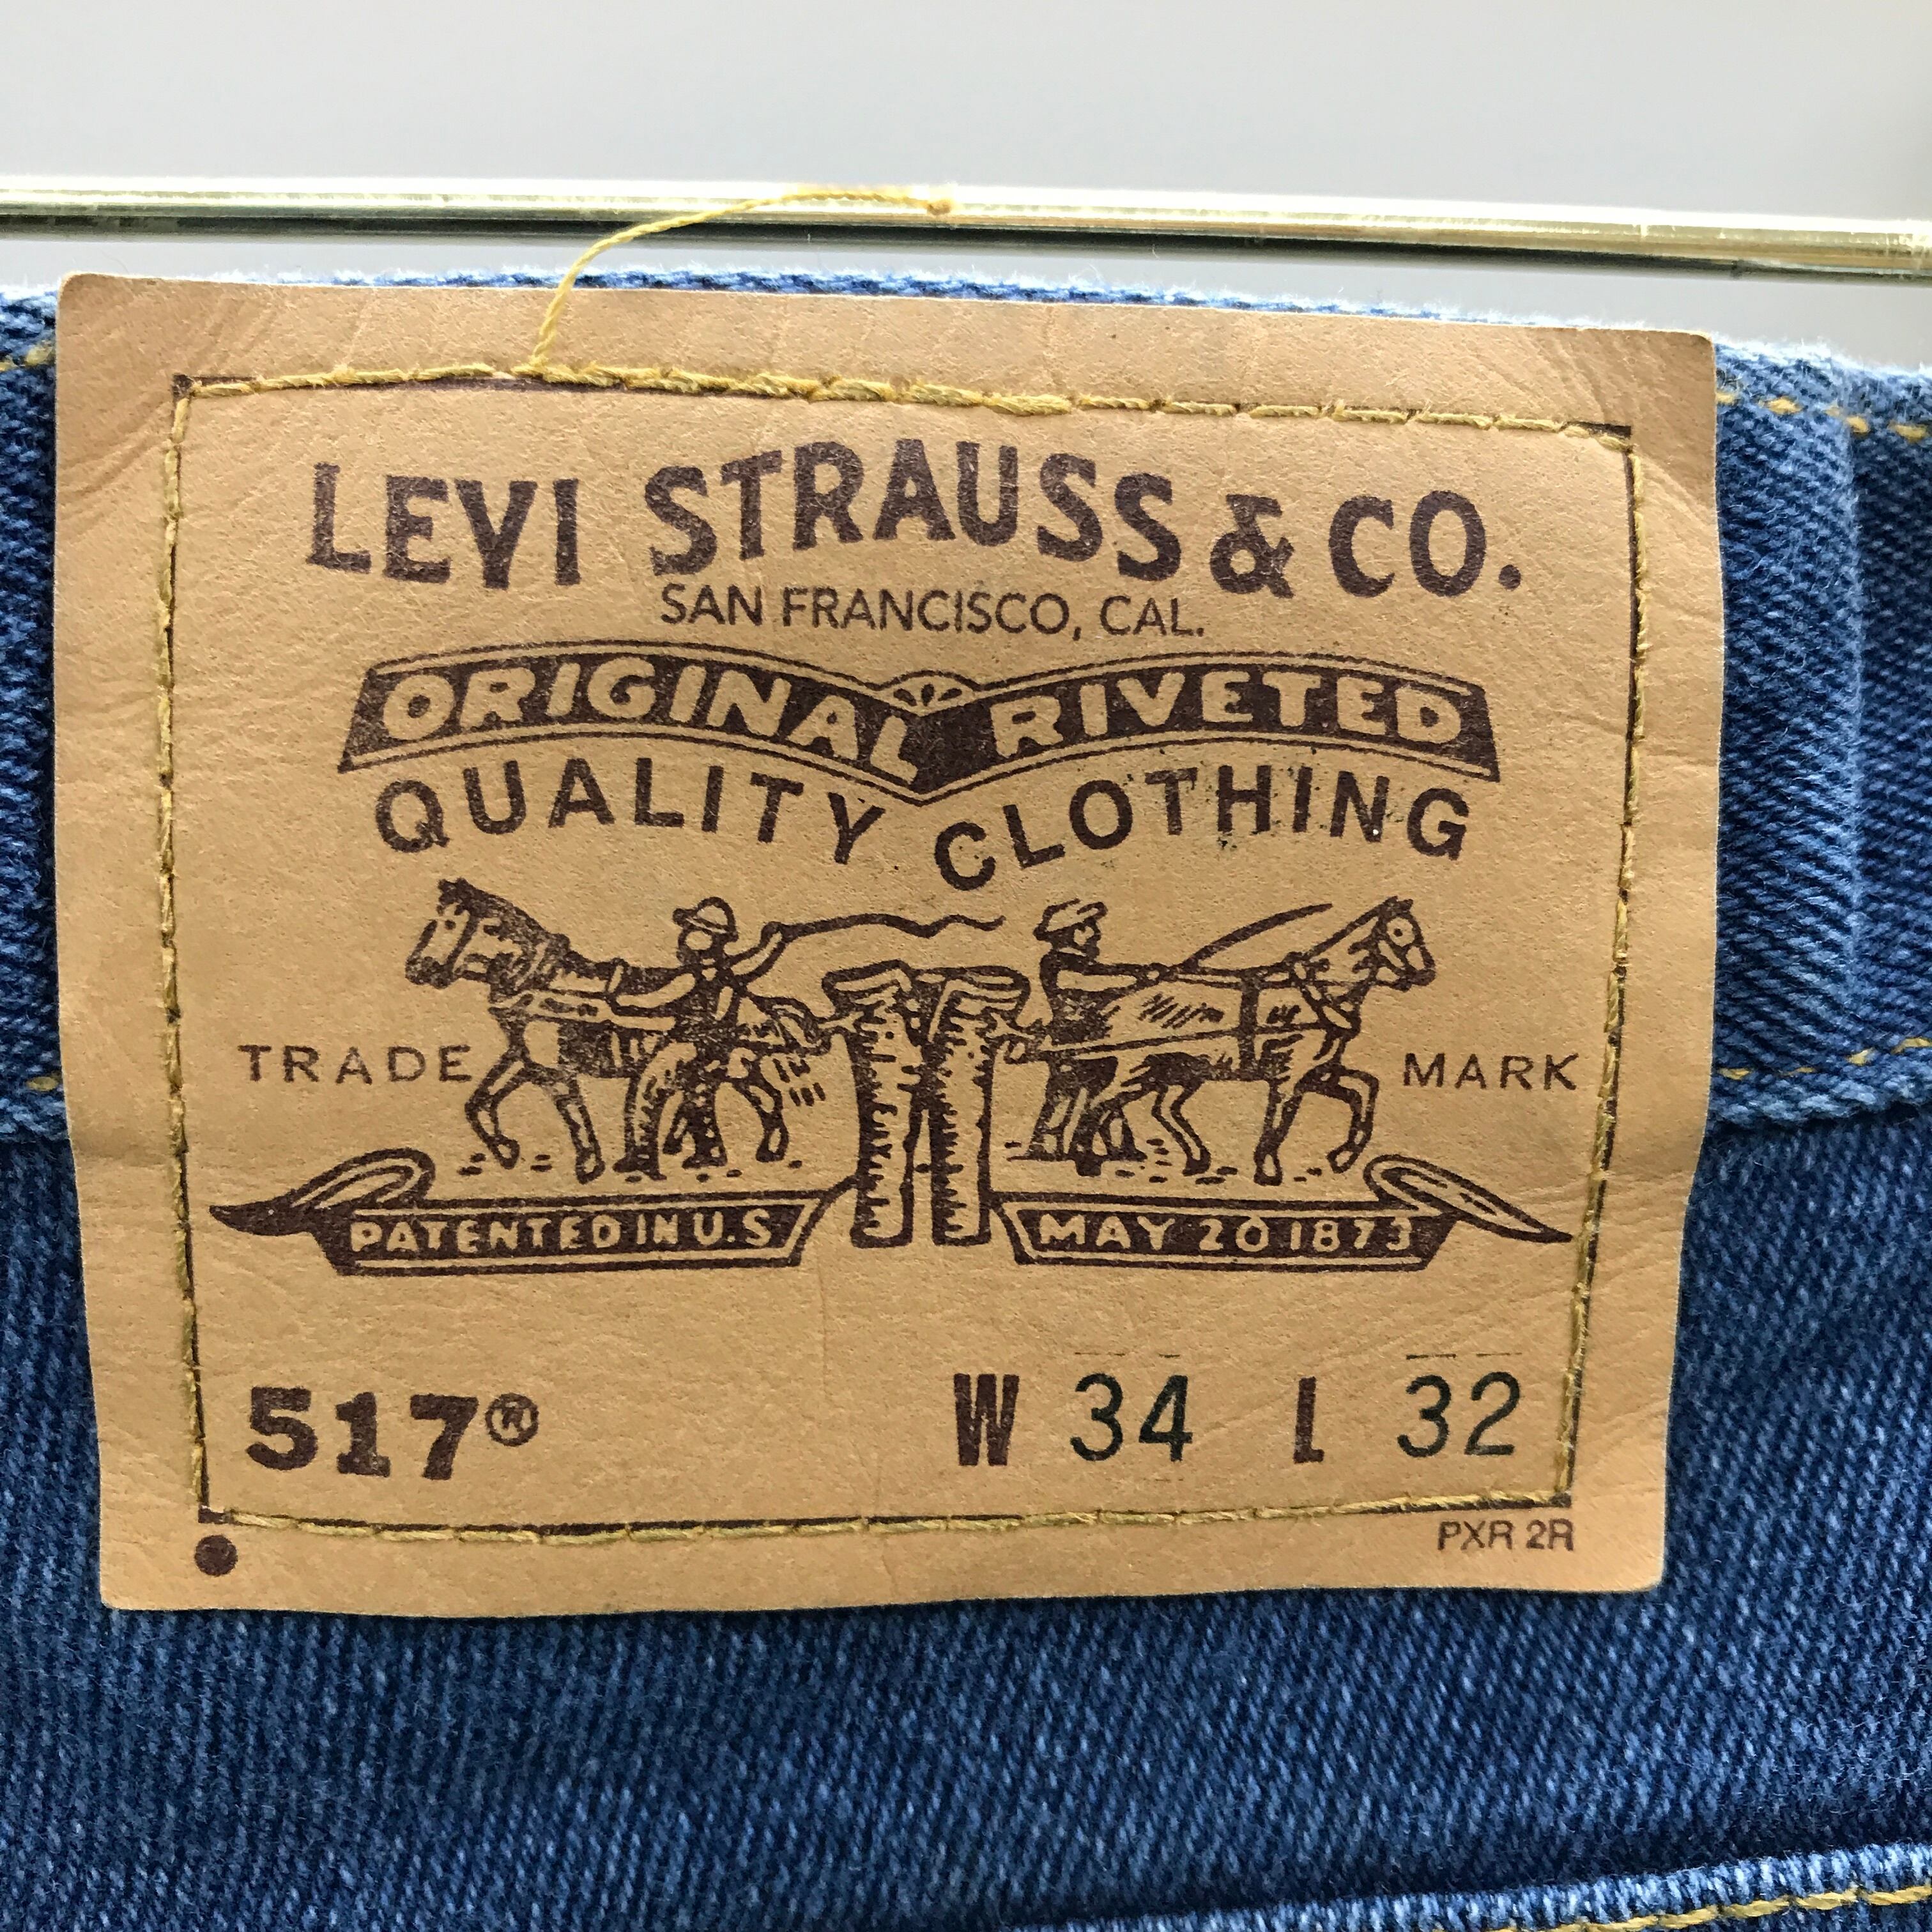 LEVI STRAUSS & CO.
SAN FRANCISCO, CAL.
ORIGINAL RIVETED
QUALITY CLOTHING
TRADE MARK
PATENTED IN U.S MAY 20 1873
517® W 34 L 32
PXR 2R